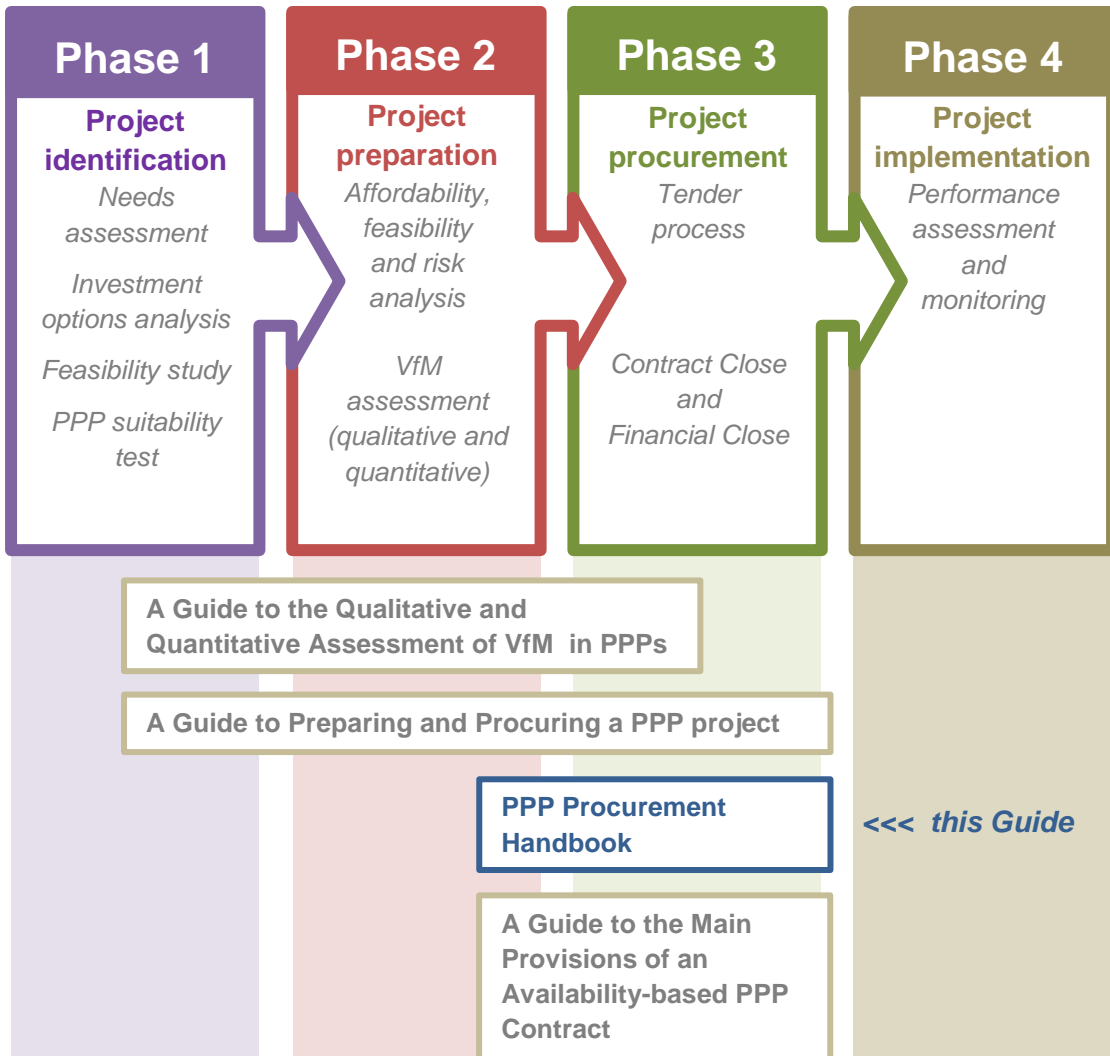 Phase 1
Project
identification
Needs
assessment
Investment
options analysis
Feasibility study
PPP suitability
test
Phase 2
Project
preparation
Affordability,
feasibility
and risk
analysis
VfM
assessment
(qualitative and
quantitative)
Phase 3
Project
procurement
Tender
process
Contract Close
and
Financial Close
Phase 4
Project
implementation
Performance
assessment
and
monitoring
A Guide to the Qualitative and
Quantitative Assessment of VfM in PPPs
A Guide to Preparing and Procuring a PPP project
PPP Procurement
Handbook
<<< this Guide
A Guide to the Main
Provisions of an
Availability-based PPP
Contract